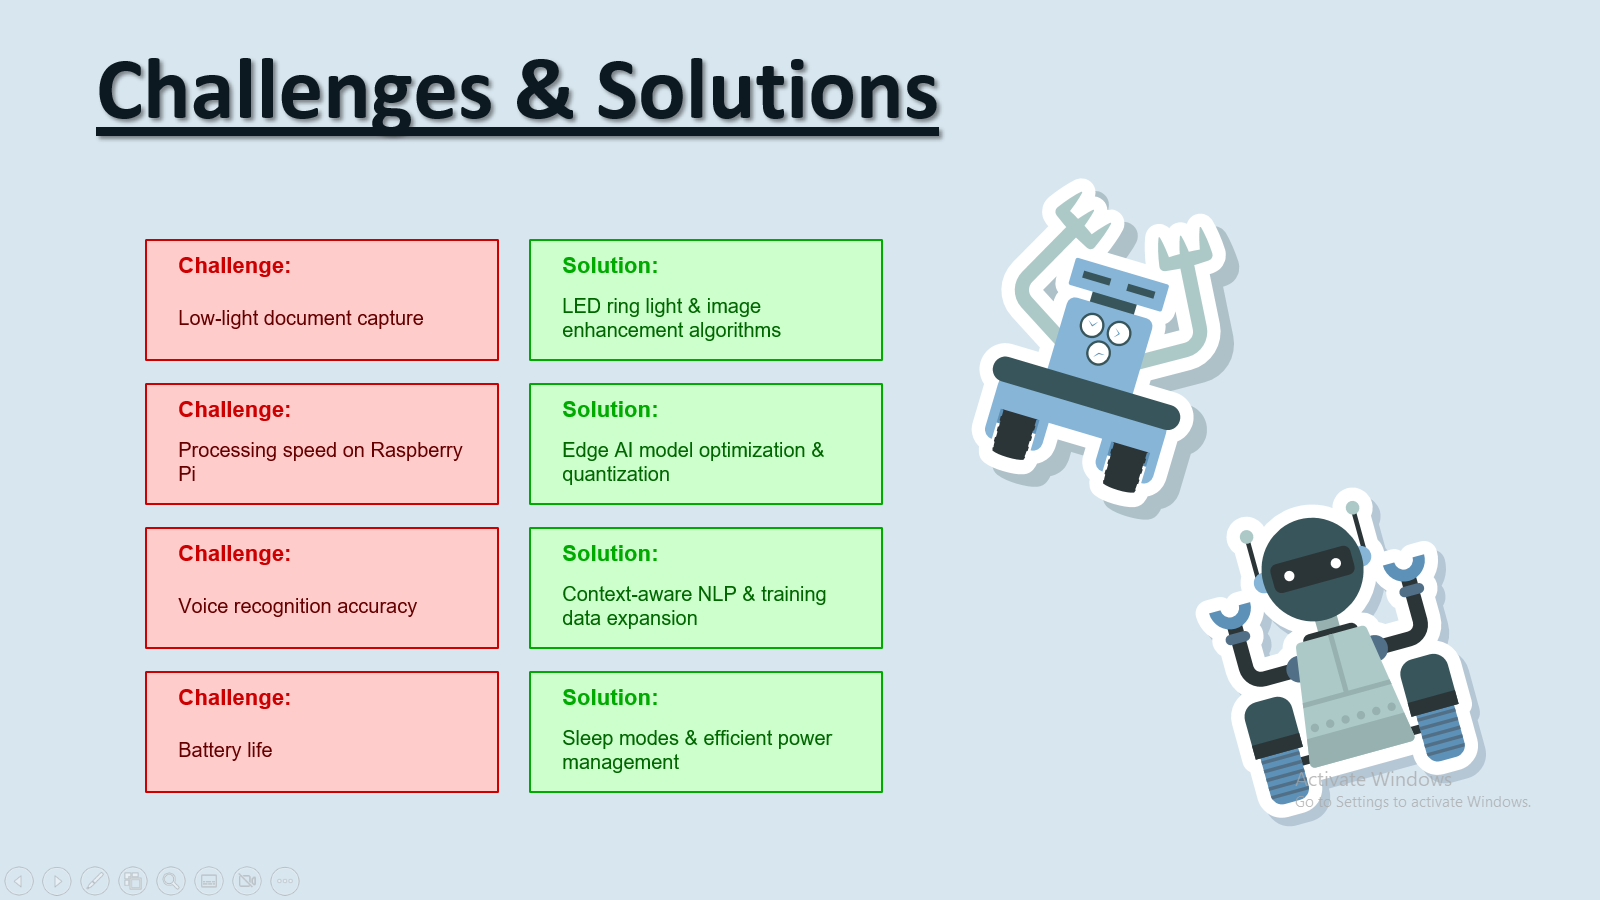 Challenges & Solutions
Challenge:
Low-light document capture
Solution:
LED ring light & image
enhancement algorithms
Challenge:
Processing speed on Raspberry
Pi
Solution:
Edge AI model optimization &
quantization
Challenge:
Voice recognition accuracy
Solution:
Context-aware NLP & training
data expansion
Challenge:
Battery life
Solution:
Sleep modes & efficient power
management
Activate Windows
Go to Settings to activate Windows.